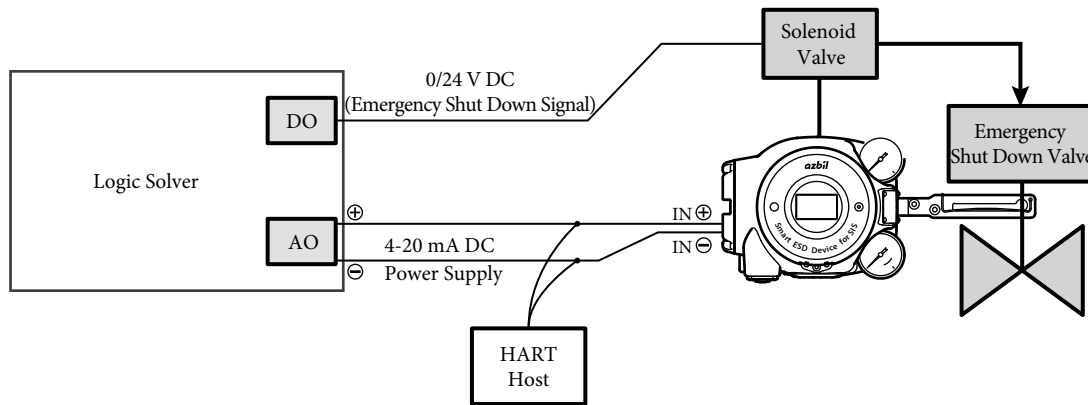 Solenoid
Valve
0/24 V DC
(Emergency Shut Down Signal)
DO
Emergency
Shut Down Valve
azbil
Logic Solver
⊕
IN ⊕
AO
4-20 mA DC
IN ⊖
⊖
Power Supply
Smart ESD Device for SIS
HART
Host